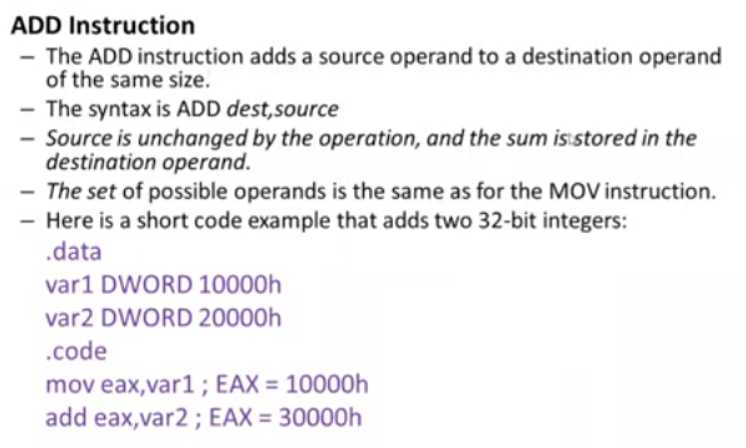 ADD Instruction
– The ADD instruction adds a source operand to a destination operand
of the same size.
– The syntax is ADD dest,source
– Source is unchanged by the operation, and the sum is stored in the
destination operand.
– The set of possible operands is the same as for the MOV instruction.
– Here is a short code example that adds two 32-bit integers:
.data
var1 DWORD 10000h
var2 DWORD 20000h
.code
mov eax,var1 ; EAX = 10000h
add eax,var2 ; EAX = 30000h